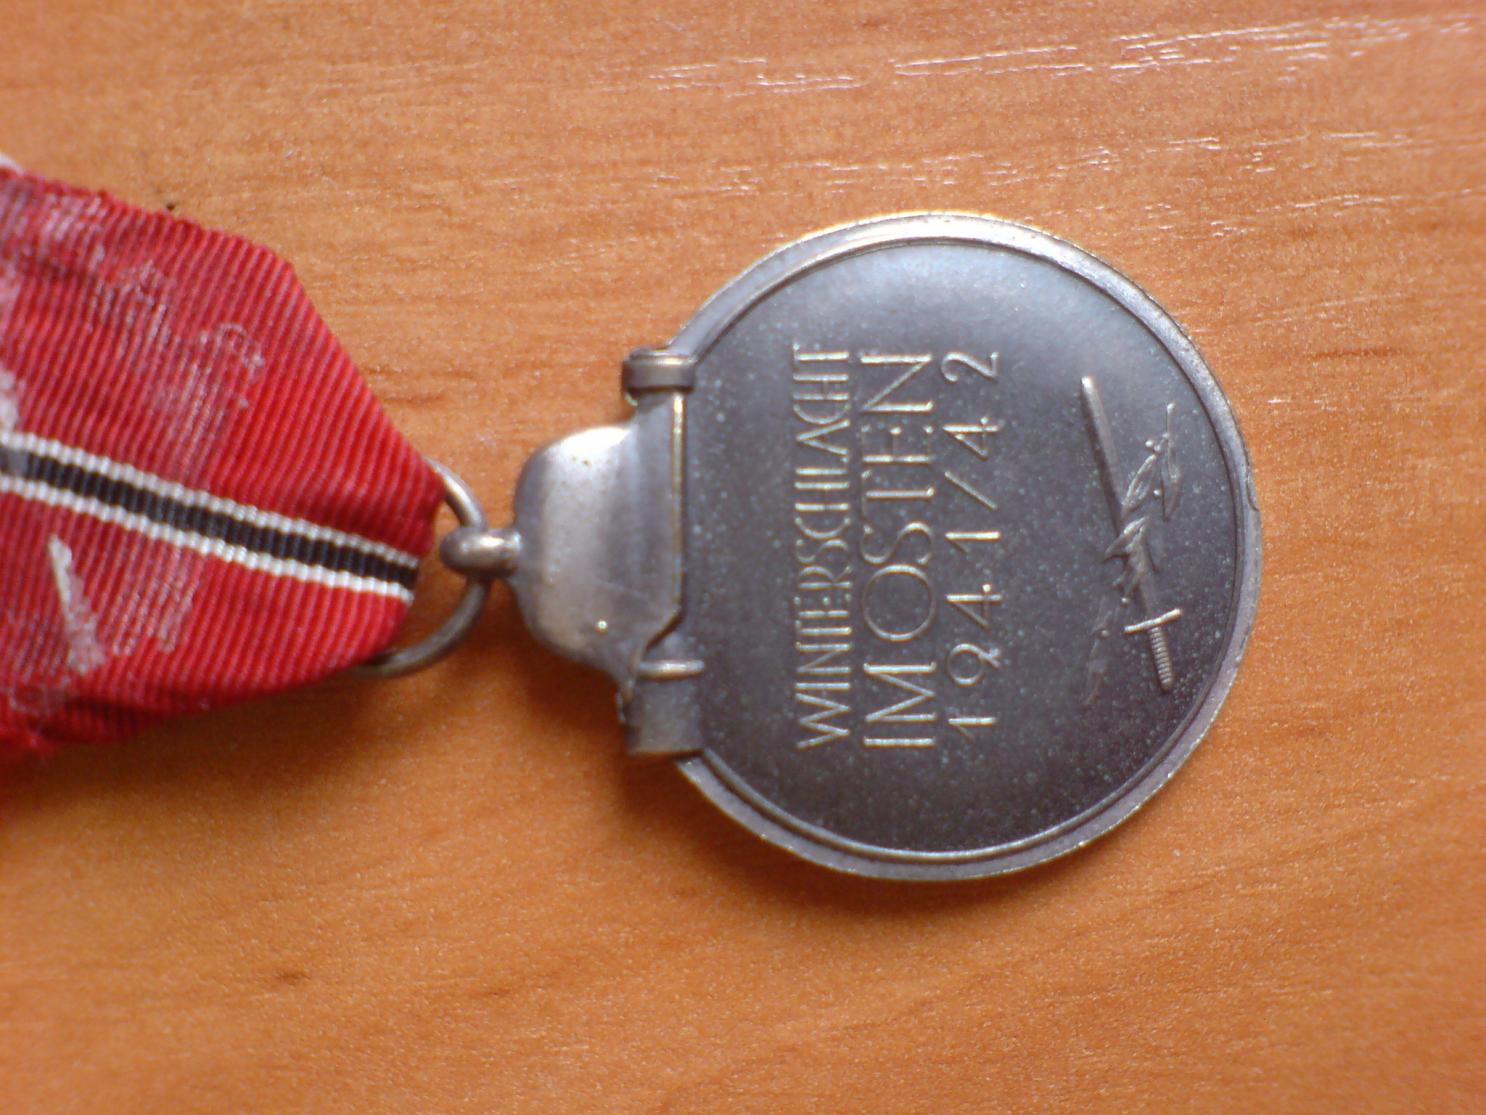 WINTERSCHLACHT
IM OSTEN
1941/42